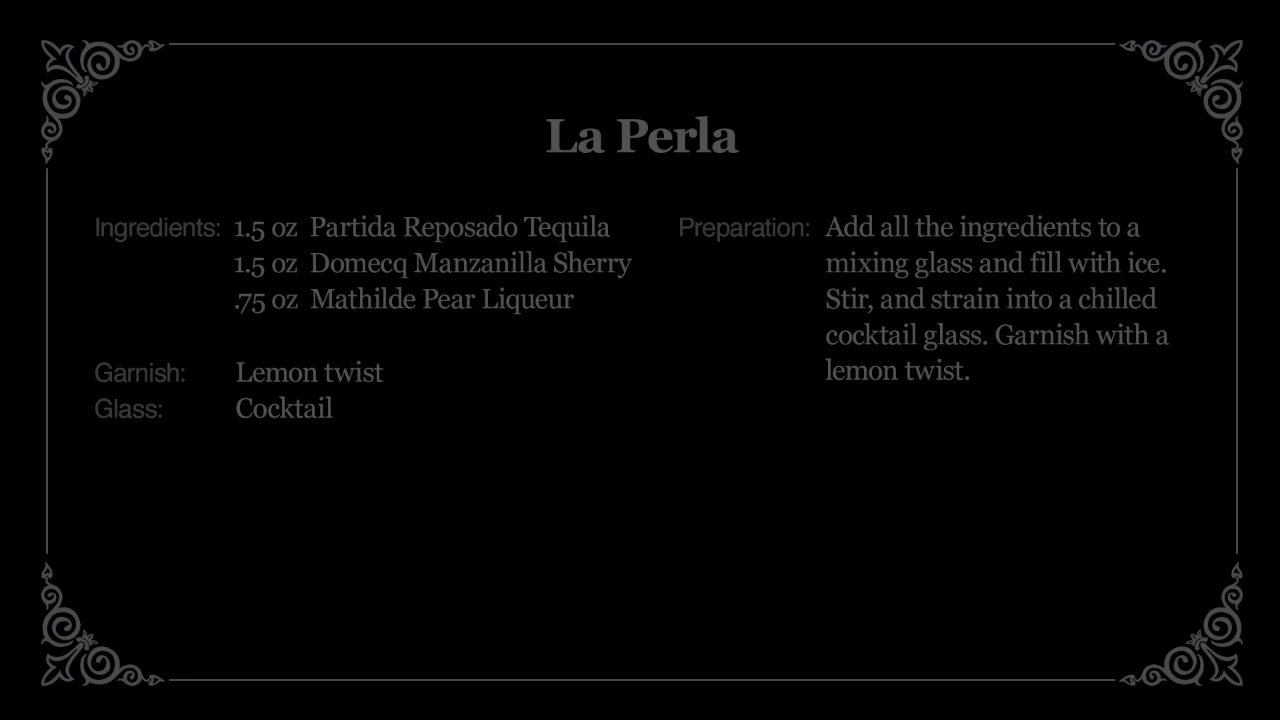 La Perla
Ingredients: 1.5 oz Partida Reposado Tequila
1.5 oz Domecq Manzanilla Sherry
.75 oz Mathilde Pear Liqueur
Garnish: Lemon twist
Glass: Cocktail
Preparation: Add all the ingredients to a
mixing glass and fill with ice.
Stir, and strain into a chilled
cocktail glass. Garnish with a
lemon twist.